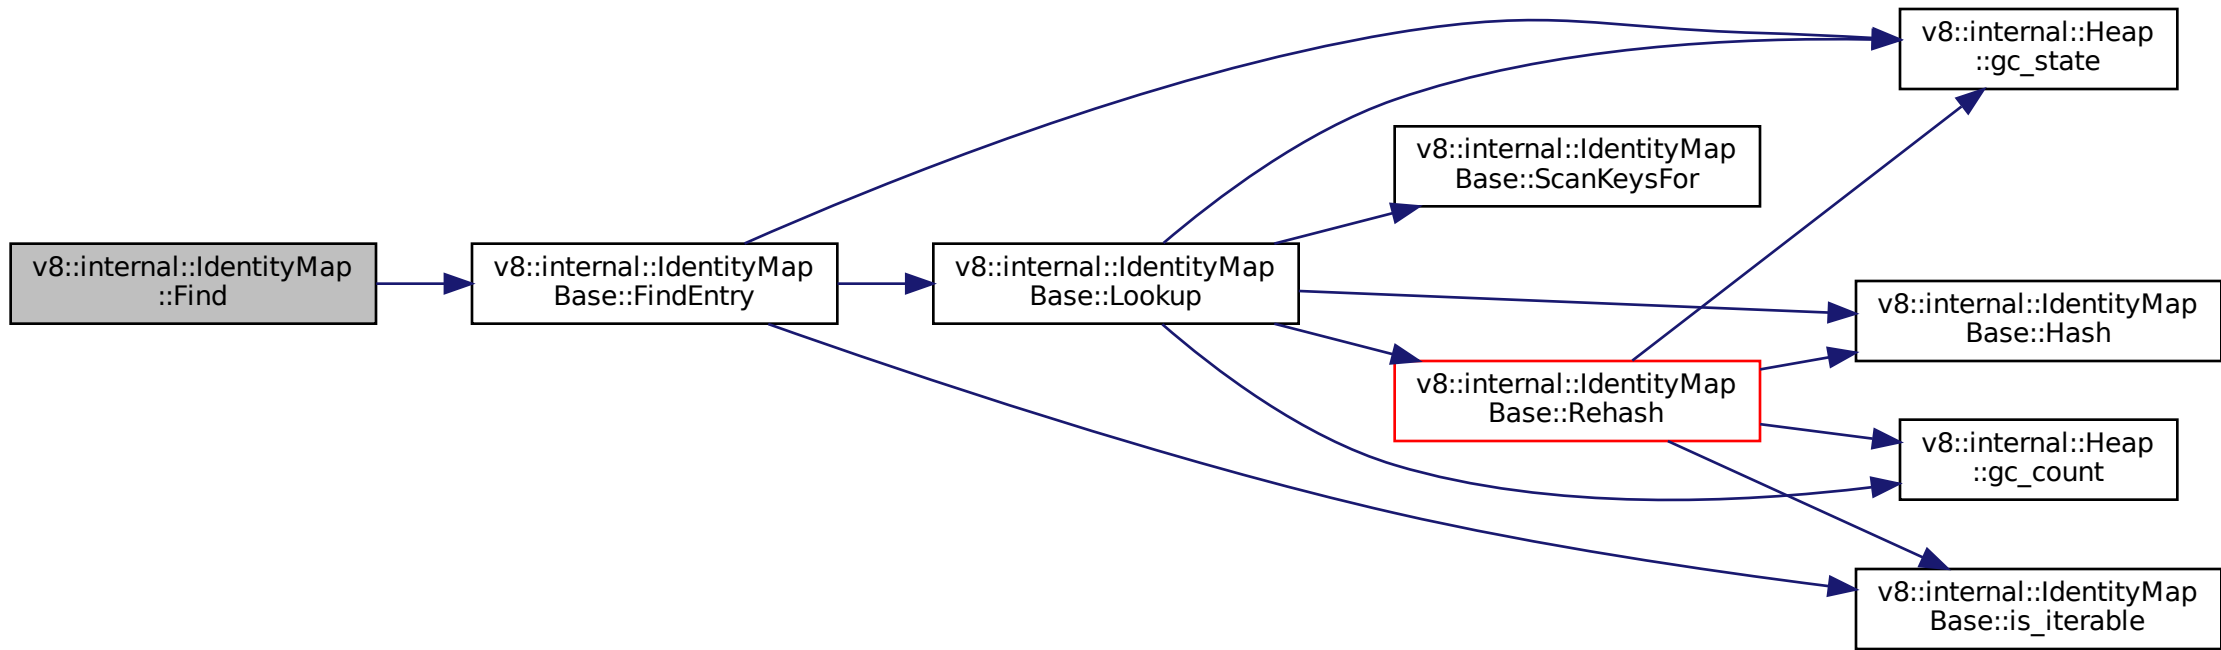 v8::internal::IdentityMap
::Find
v8::internal::IdentityMap
Base::FindEntry
v8::internal::IdentityMap
Base::Lookup
v8::internal::Heap
::gc_state
v8::internal::IdentityMap
Base::ScanKeysFor
v8::internal::IdentityMap
Base::Hash
v8::internal::IdentityMap
Base::Rehash
v8::internal::Heap
::gc_count
v8::internal::IdentityMap
Base::is_iterable